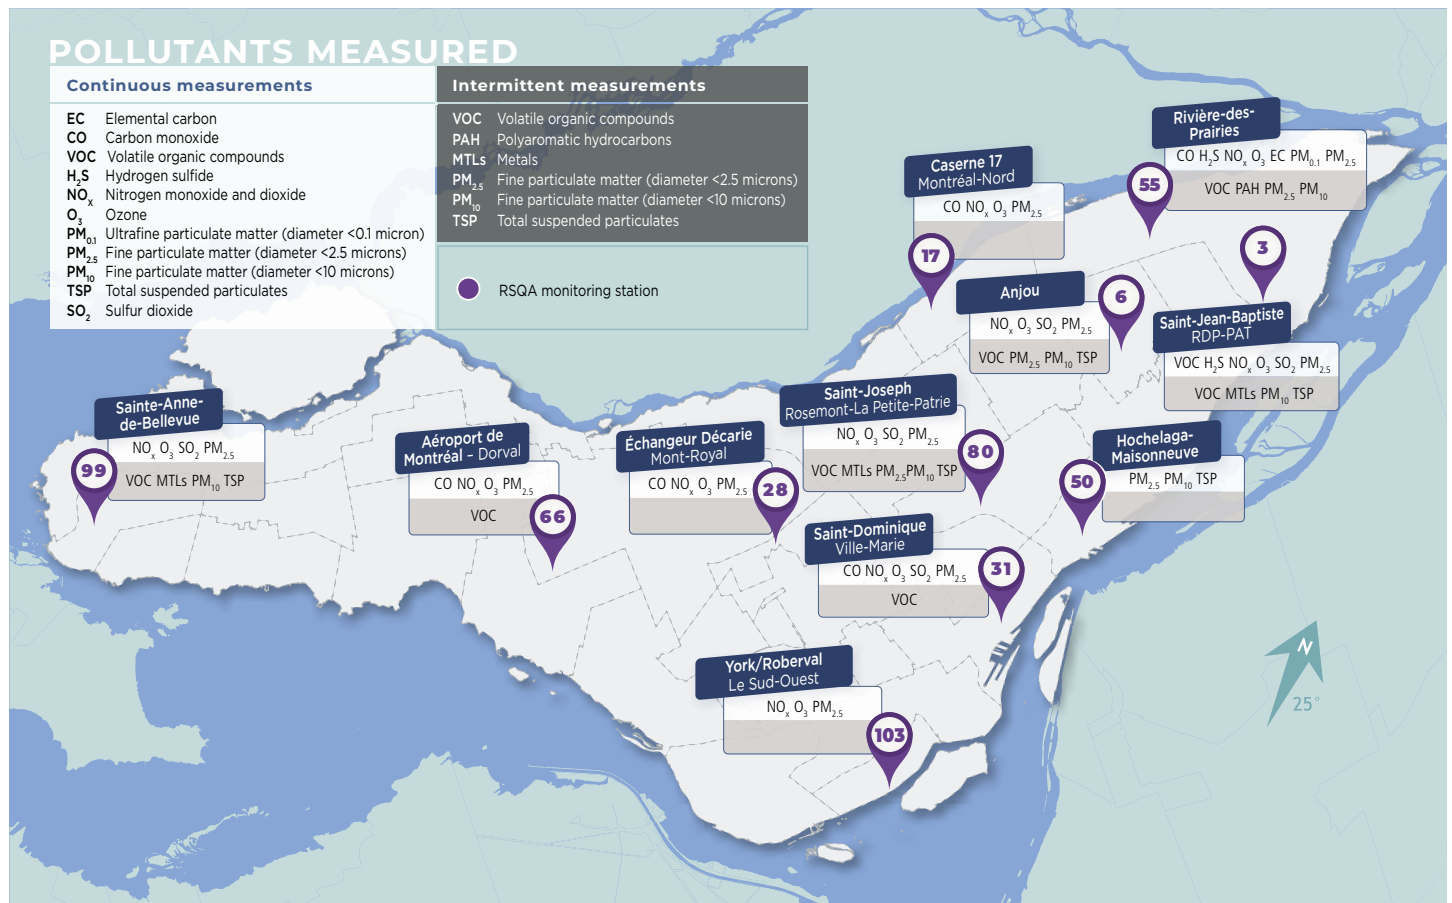 POLLUTANTS MEASURED
Continuous measurements
EC Elemental carbon
CO Carbon monoxide
VOC Volatile organic compounds
H2S Hydrogen sulfide
NOx Nitrogen monoxide and dioxide
O3 Ozone
PM0.1 Ultrafine particulate matter (diameter <0.1 micron)
PM2.5 Fine particulate matter (diameter <2.5 microns)
PM10 Fine particulate matter (diameter <10 microns)
TSP Total suspended particulates
SO2 Sulfur dioxide
Intermittent measurements
VOC Volatile organic compounds
PAH Polyaromatic hydrocarbons
MTLs Metals
PM2.5 Fine particulate matter (diameter <2.5 microns)
PM10 Fine particulate matter (diameter <10 microns)
TSP Total suspended particulates
RSQA monitoring station
Rivière-des-
Prairies
CO H2S NOx O3 EC PM0.1 PM2.5
VOC PAH PM2.5 PM10
55
Caserne 17
Montréal-Nord
CO NOx O3 PM2.5
17
3
Saint-Jean-Baptiste
RDP-PAT
VOC H2S NOx O3 SO2 PM2.5
VOC MTLs PM10 TSP
Anjou
NOx O3 SO2 PM2.5
VOC PM2.5 PM10 TSP
6
Sainte-Anne-
de-Bellevue
NOx O3 SO2 PM2.5
VOC MTLs PM10 TSP
99
Aéroport de
Montréal – Dorval
CO NOx O3 PM2.5
VOC
66
Échangeur Décarie
Mont-Royal
CO NOx O3 PM2.5
28
Saint-Joseph
Rosemont-La Petite-Patrie
NOx O3 SO2 PM2.5
VOC MTLs PM2.5 PM10 TSP
80
Hochelaga-
Maisonneuve
PM2.5 PM10 TSP
50
Saint-Dominique
Ville-Marie
CO NOx O3 SO2 PM2.5
VOC
31
York/Roberval
Le Sud-Ouest
NOx O3 PM2.5
103
N
25°